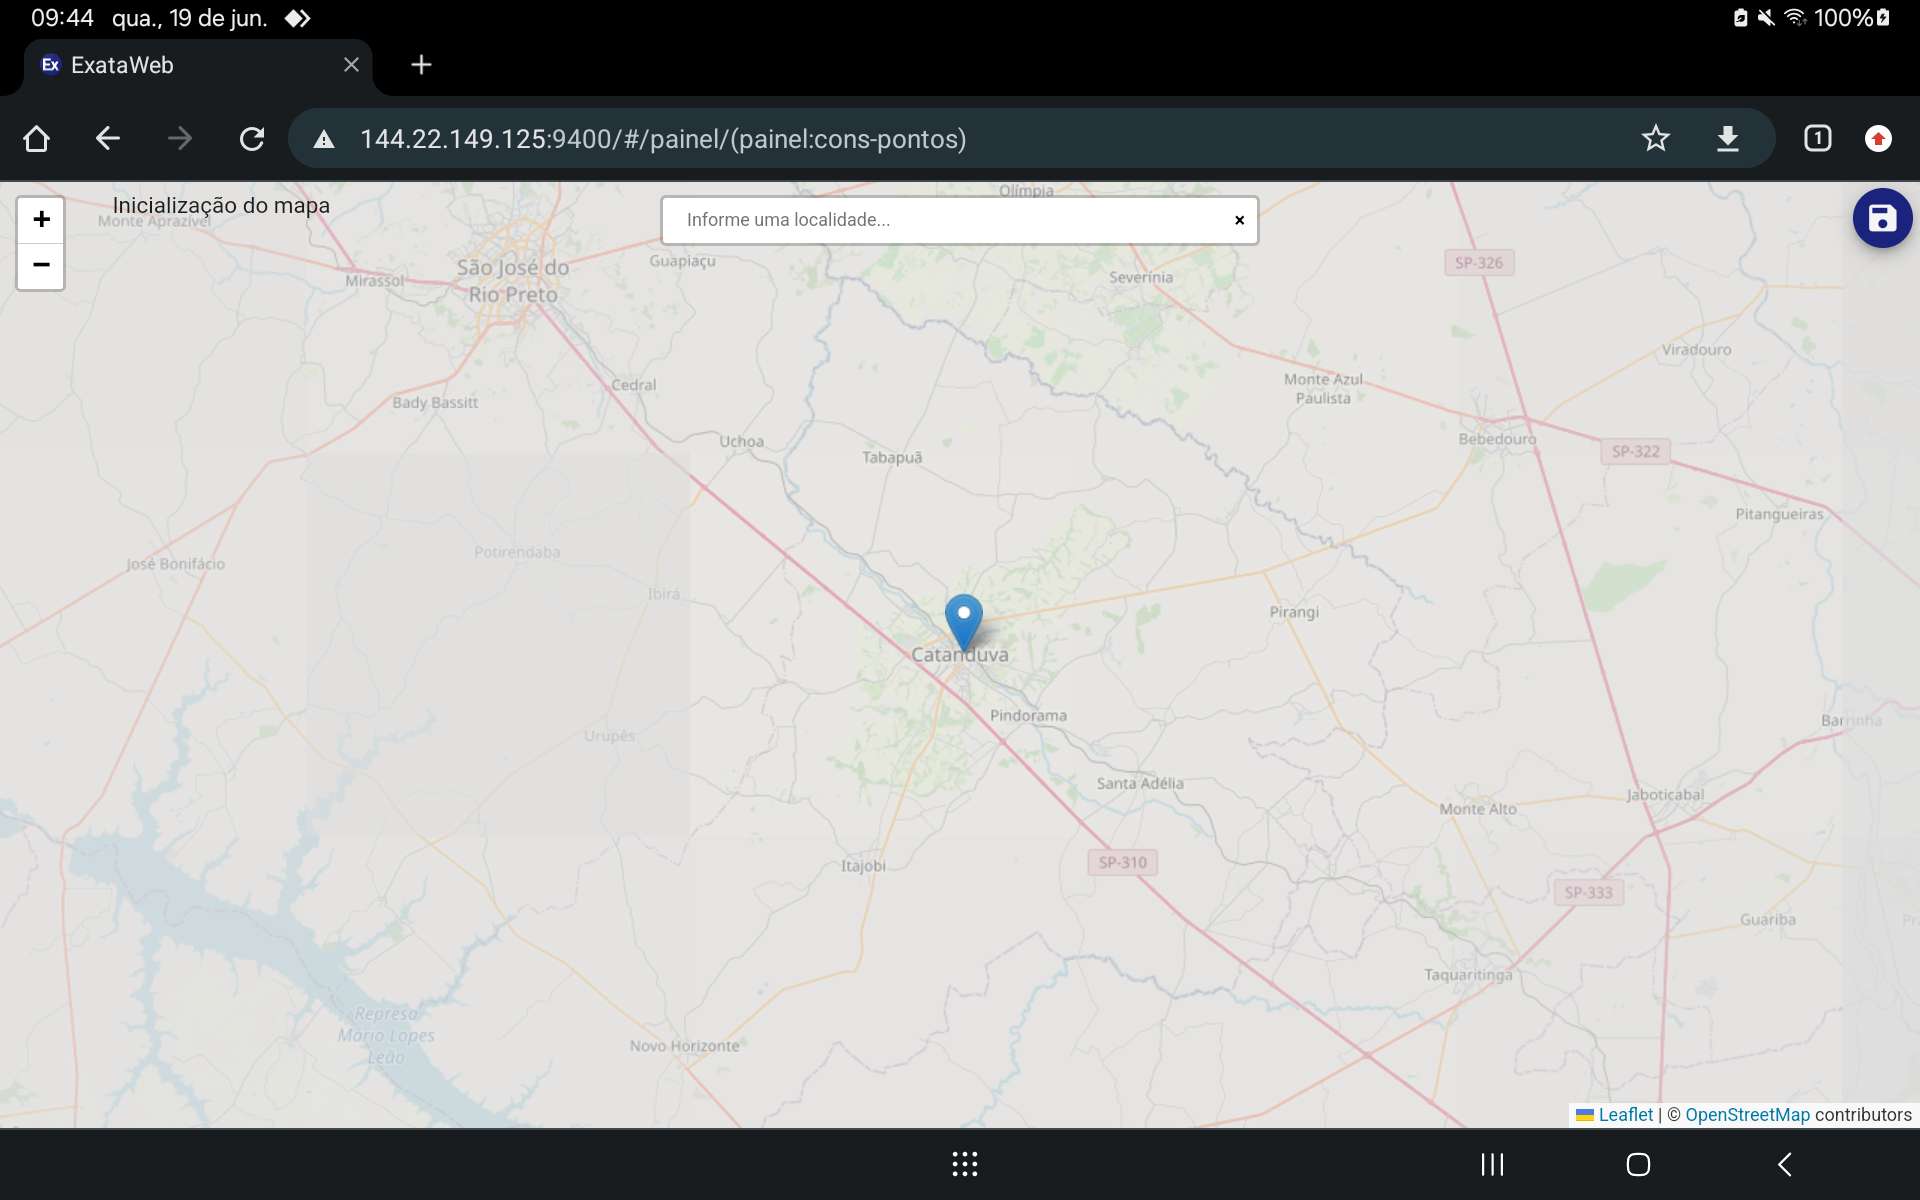 09:44 qua., 19 de jun. 100%
Ex ExataWeb
144.22.149.125:9400/#/painel/(painel:cons-pontos)
1
+
−
Inicialização do mapa
Informe uma localidade... ×
Olímpia
Monte Aprazível
Mirassol
São José do
Rio Preto
Guapiaçu
Severínia
SP-326
Viradouro
Cedral
Monte Azul
Paulista
Bady Bassitt
Uchoa
Tabapuã
Bebedouro
SP-322
Pitangueiras
Potirendaba
José Bonifácio
Ibirá
Pirangi
Catanduva
Pindorama
Barrinha
Urupês
Santa Adélia
Jaboticabal
Monte Alto
Itajobi
SP-310
SP-333
Guariba
Taquaritinga
Represa
Mário Lopes
Leão
Novo Horizonte
Leaflet | © OpenStreetMap contributors